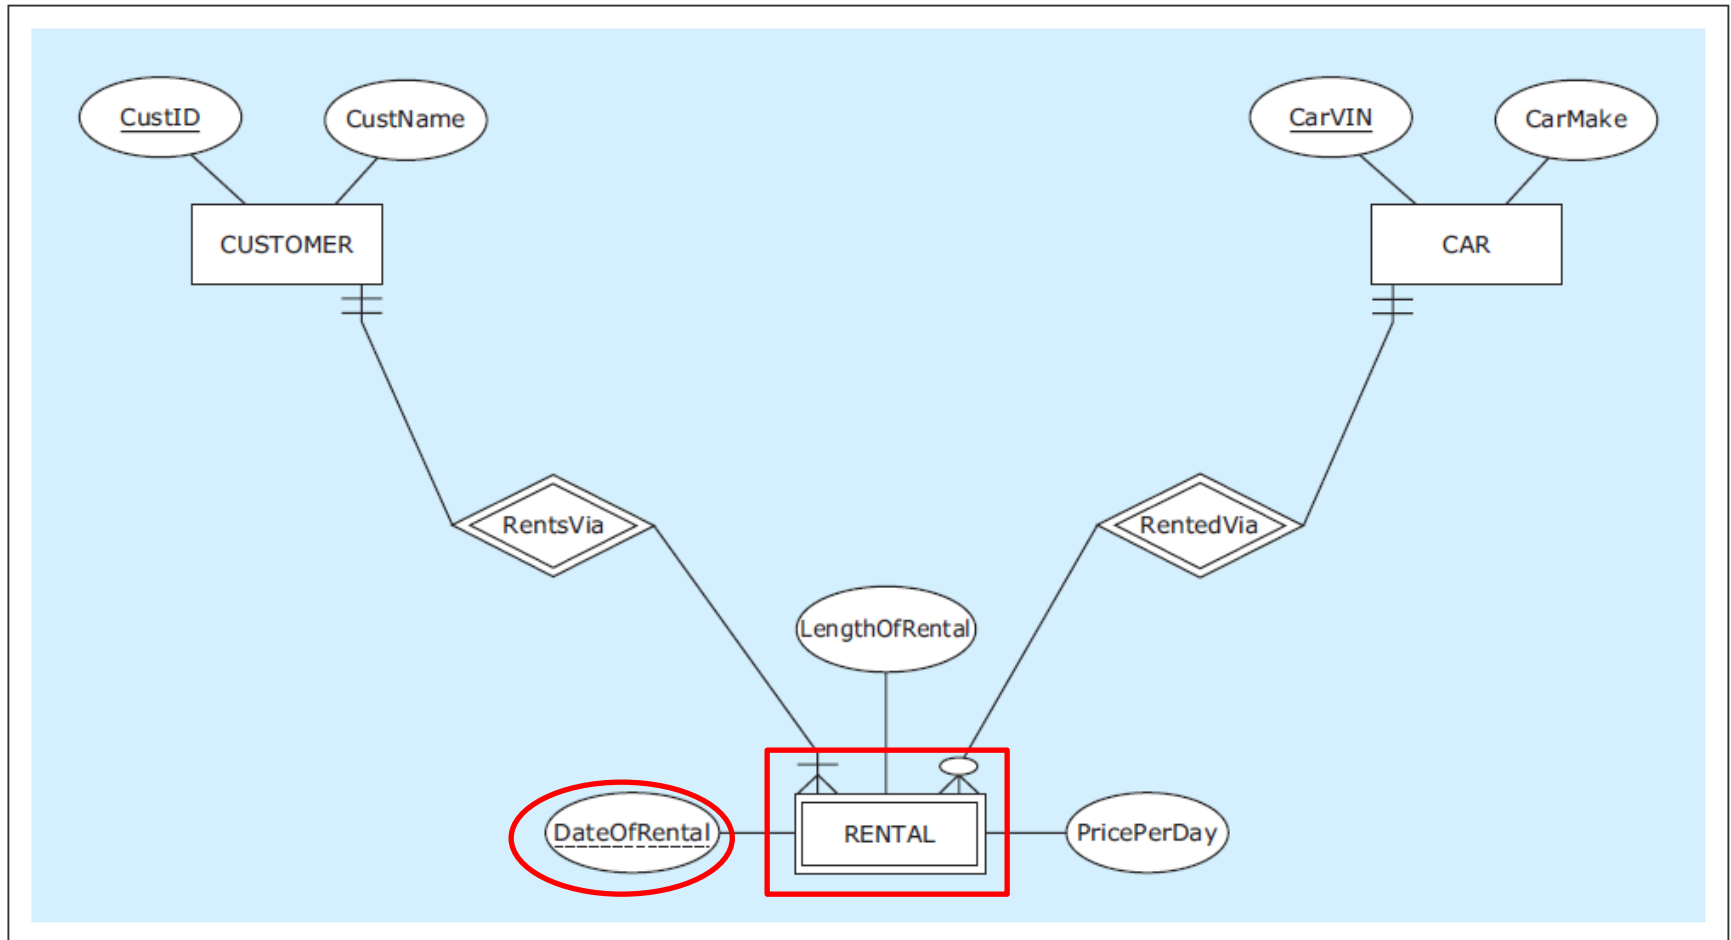 CustID
CustName
CarVIN
CarMake
CUSTOMER
CAR
RentsVia
RentedVia
LengthOfRental
DateOfRental
RENTAL
PricePerDay